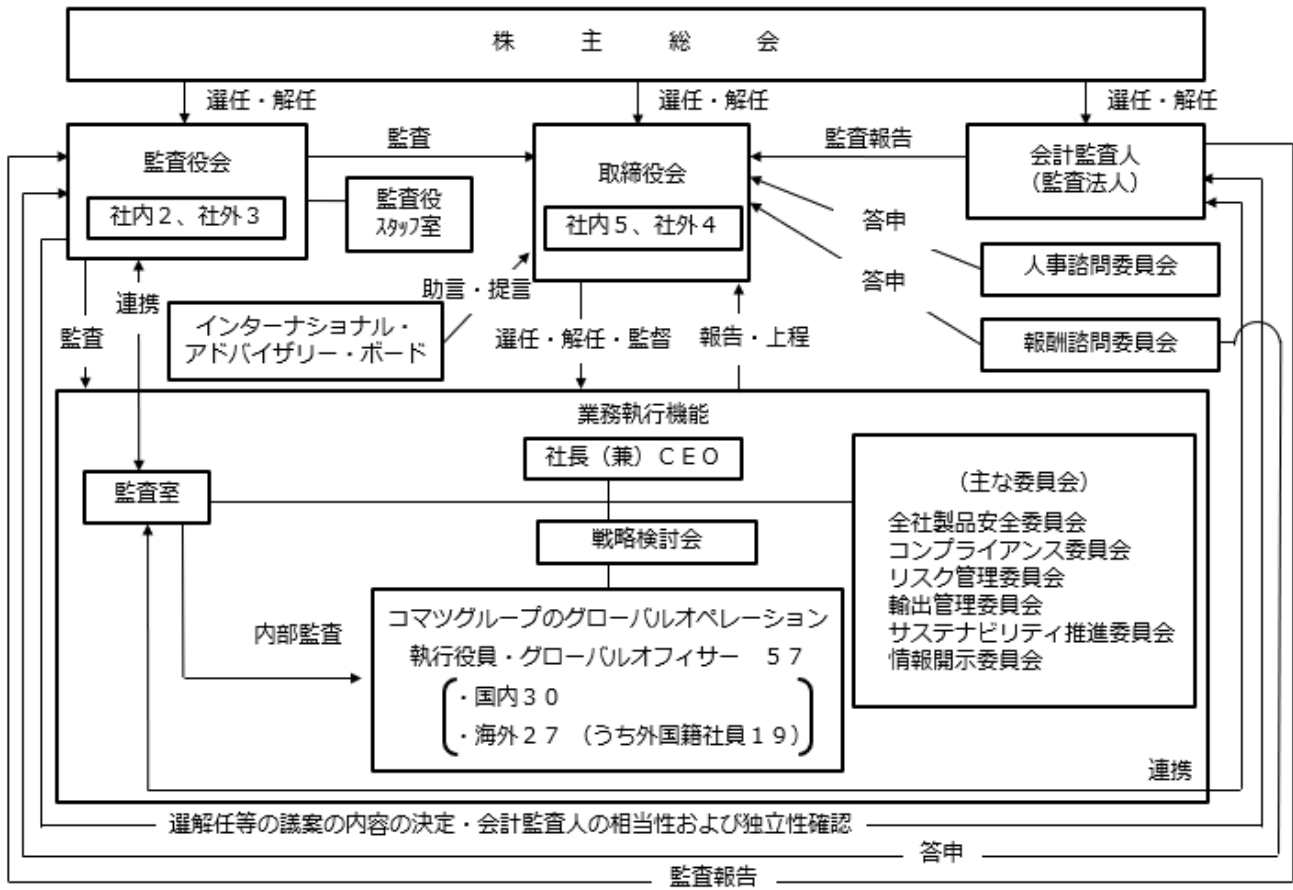 株主総会
選任・解任
選任・解任
選任・解任
監査役会
社内２、社外３
監査
監査役
ｽﾀｯﾌ室
取締役会
社内５、社外４
監査報告
会計監査人
（監査法人）
答申
人事諮問委員会
答申
報酬諮問委員会
監査
連携
インターナショナル・
アドバイザリー・ボード
助言・提言
選任・解任・監督
報告・上程
業務執行機能
社長（兼）ＣＥＯ
監査室
戦略検討会
内部監査
コマツグループのグローバルオペレーション
執行役員・グローバルオフィサー　５７
・国内３０
・海外２７　（うち外国籍社員１９）
（主な委員会）
全社製品安全委員会
コンプライアンス委員会
リスク管理委員会
輸出管理委員会
サステナビリティ推進委員会
情報開示委員会
連携
選解任等の議案の内容の決定・会計監査人の相当性および独立性確認
答申
監査報告